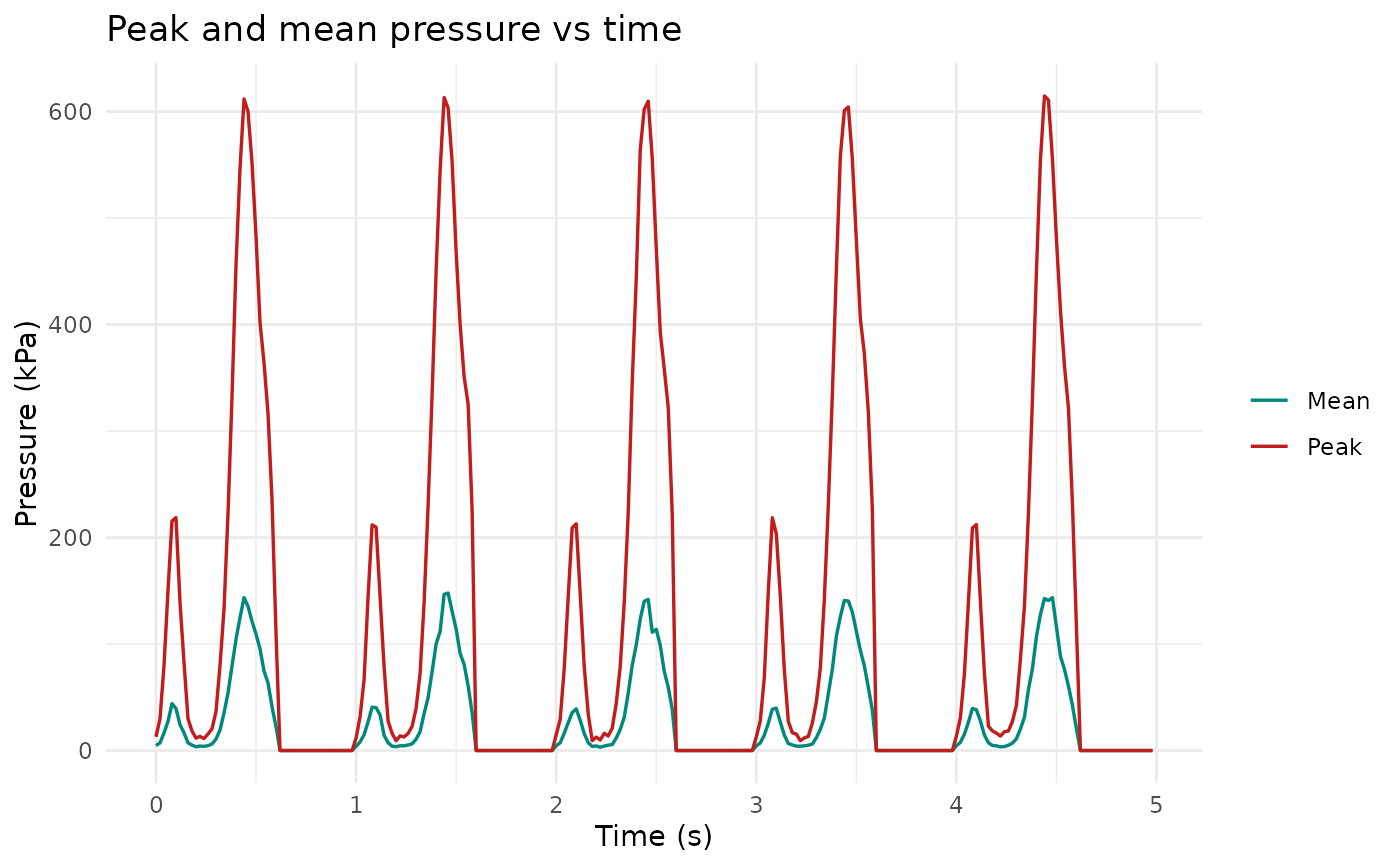 Peak and mean pressure vs time
600
400
200
0
Pressure (kPa)
0 1 2 3 4 5
Time (s)
Mean
Peak